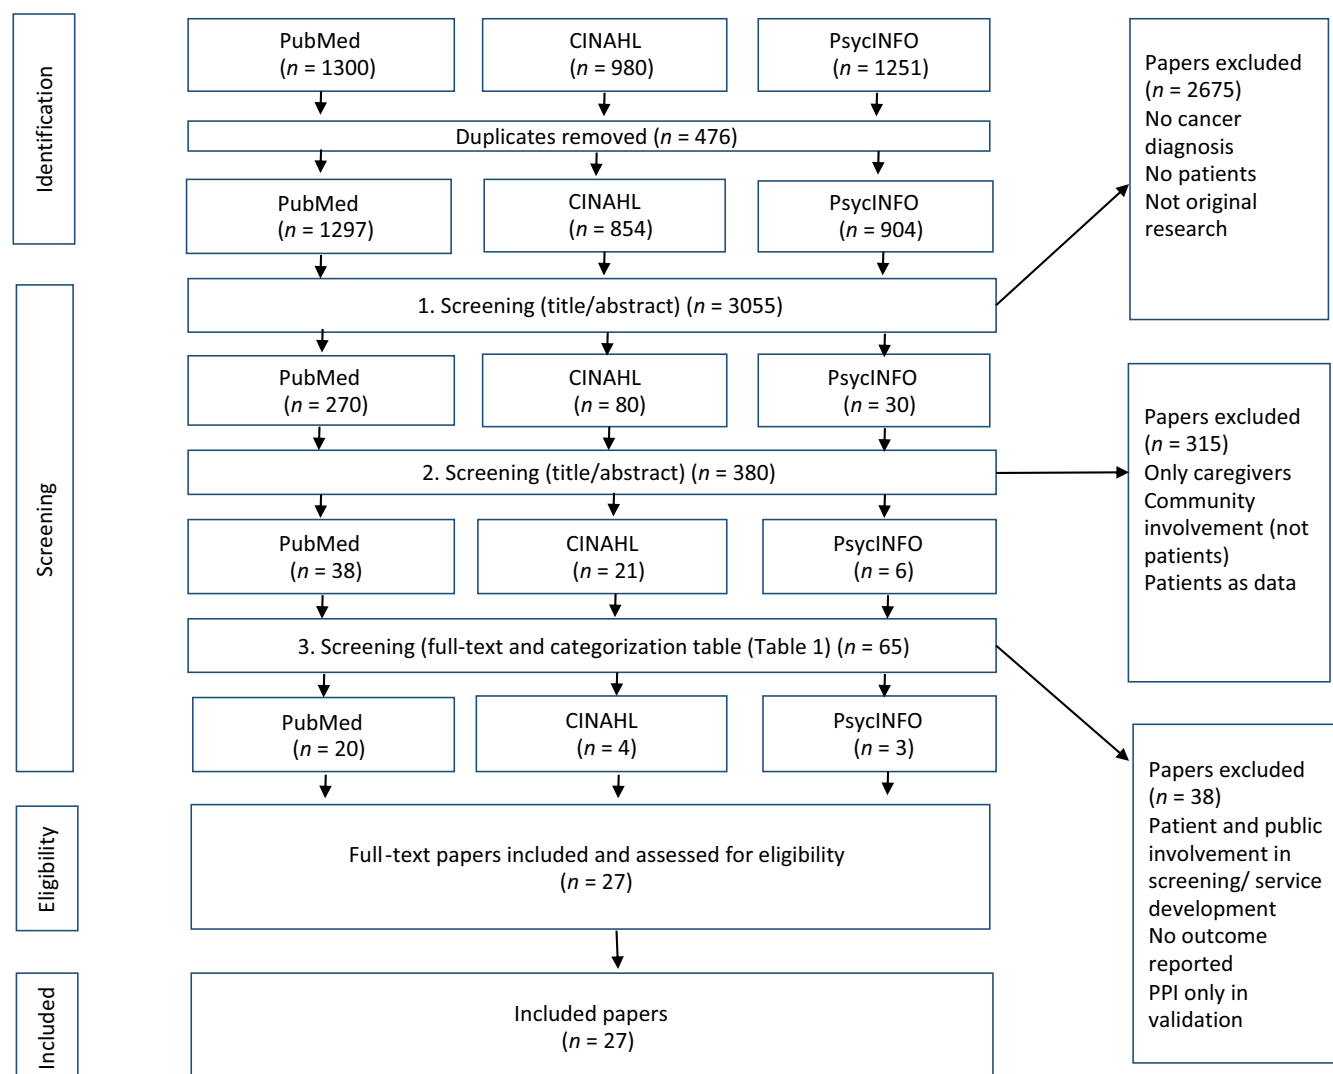 Identification
PubMed
(n = 1300)
CINAHL
(n = 980)
PsycINFO
(n = 1251)
Duplicates removed (n = 476)
PubMed
(n = 1297)
CINAHL
(n = 854)
PsycINFO
(n = 904)
Papers excluded
(n = 2675)
No cancer
diagnosis
No patients
Not original
research
Screening
1. Screening (title/abstract) (n = 3055)
PubMed
(n = 270)
CINAHL
(n = 80)
PsycINFO
(n = 30)
2. Screening (title/abstract) (n = 380)
Papers excluded
(n = 315)
Only caregivers
Community
involvement (not
patients)
Patients as data
PubMed
(n = 38)
CINAHL
(n = 21)
PsycINFO
(n = 6)
3. Screening (full-text and categorization table (Table 1) (n = 65)
PubMed
(n = 20)
CINAHL
(n = 4)
PsycINFO
(n = 3)
Papers excluded
(n = 38)
Patient and public
involvement in
screening/ service
development
No outcome
reported
PPI only in
validation
Eligibility
Full-text papers included and assessed for eligibility
(n = 27)
Included
Included papers
(n = 27)